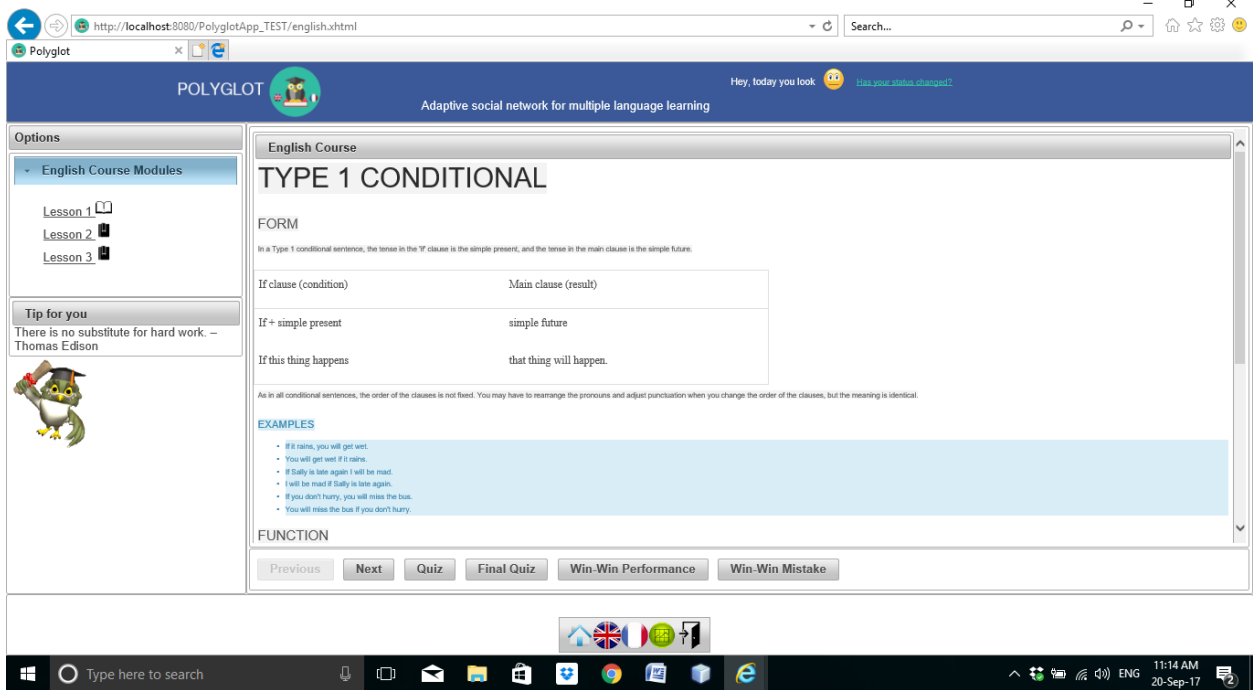 http://localhost:8080/PolyglotApp_TEST/english.xhtml
Search...
Polyglot
POLYGLOT
Hey, today you look
Has your status changed?
Adaptive social network for multiple language learning
Options
English Course Modules
Lesson 1
Lesson 2
Lesson 3
Tip for you
There is no substitute for hard work. –
Thomas Edison
English Course
TYPE 1 CONDITIONAL
FORM
In a Type 1 conditional sentence, the tense in the 'if' clause is the simple present, and the tense in the main clause is the simple future.
If clause (condition) Main clause (result)
If + simple present simple future
If this thing happens that thing will happen.
As in all conditional sentences, the order of the clauses is not fixed. You may have to rearrange the pronouns and adjust punctuation when you change the order of the clauses, but the meaning is identical.
EXAMPLES
• If it rains, you will get wet.
• You will get wet if it rains.
• If Sally is late again I will be mad.
• I will be mad if Sally is late again.
• If you don't hurry, you will miss the bus.
• You will miss the bus if you don't hurry.
FUNCTION
Previous Next Quiz Final Quiz Win-Win Performance Win-Win Mistake
Type here to search
ENG
11:14 AM
20-Sep-17
2